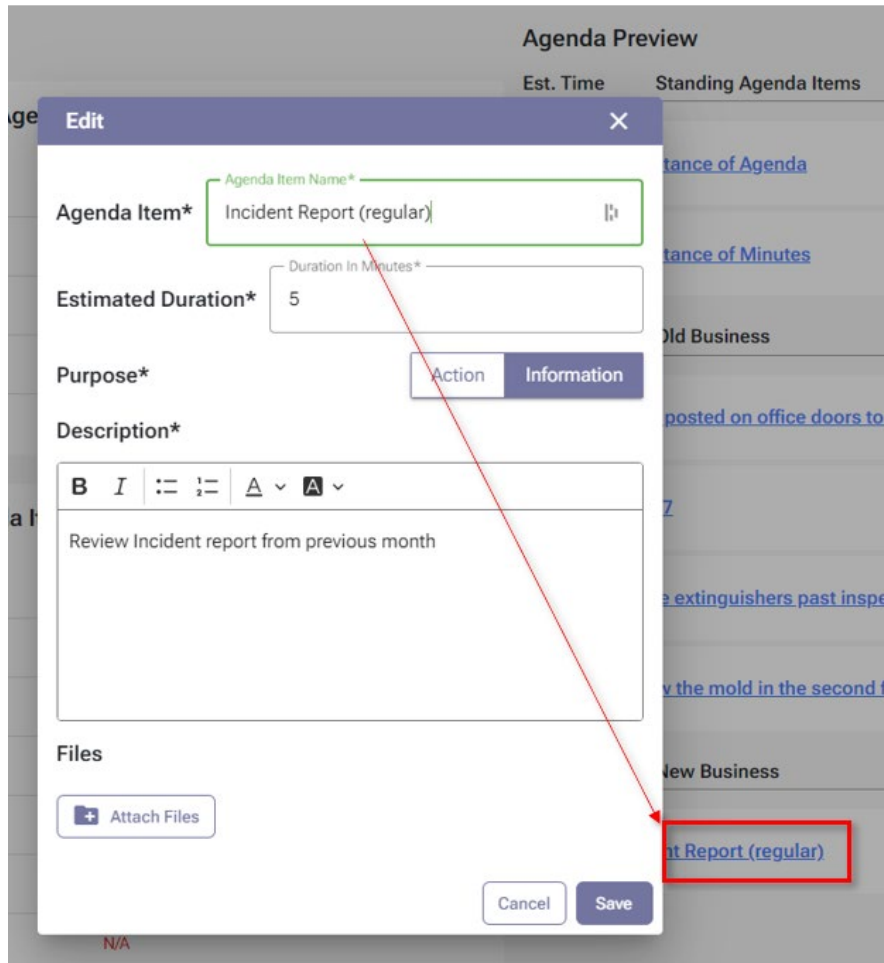 Agenda Preview
Est. Time Standing Agenda Items
Edit
tance of Agenda
Agenda Item Name*
Agenda Item* Incident Report (regular)
tance of Minutes
Duration In Minutes*
Estimated Duration* 5
Old Business
Purpose* Action Information
posted on office doors to
Description*
B I A A
7
Review Incident report from previous month
e extinguishers past inspe
the mold in the second f
Files
New Business
Attach Files
nt Report (regular)
Cancel Save
N/A